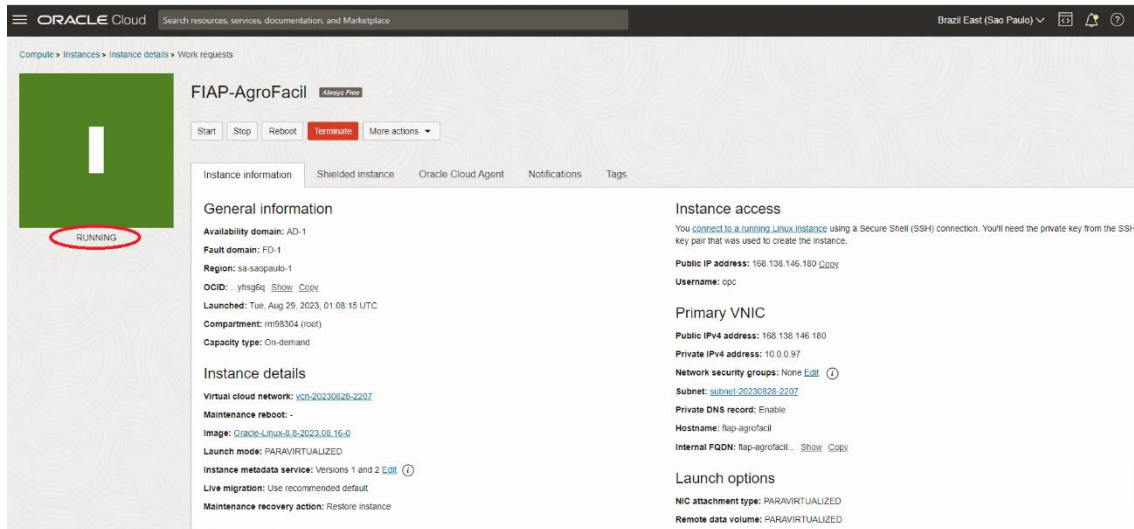 ORACLE Cloud
Search resources, services, documentation, and Marketplace
Brazil East (Sao Paulo)
Compute » Instances » Instance details » Work requests
RUNNING
FIAP-AgroFacil Always Free
Start Stop Reboot Terminate More actions
Instance information Shielded instance Oracle Cloud Agent Notifications Tags
General information
Availability domain: AD-1
Fault domain: FD-1
Region: sa-saopaulo-1
OCID: ...yhsg6q Show Copy
Launched: Tue, Aug 29, 2023, 01:08:15 UTC
Compartment: rm98304 (root)
Capacity type: On-demand
Instance details
Virtual cloud network: vcn-20230828-2207
Maintenance reboot: -
Image: Oracle-Linux-8.8-2023.08.16-0
Launch mode: PARAVIRTUALIZED
Instance metadata service: Versions 1 and 2 Edit
Live migration: Use recommended default
Maintenance recovery action: Restore instance
Instance access
You connect to a running Linux instance using a Secure Shell (SSH) connection. You'll need the private key from the SSH
key pair that was used to create the instance.
Public IP address: 168.138.146.180 Copy
Username: opc
Primary VNIC
Public IPv4 address: 168.138.146.180
Private IPv4 address: 10.0.0.97
Network security groups: None Edit
Subnet: subnet-20230828-2207
Private DNS record: Enable
Hostname: fiap-agrofacil
Internal FQDN: fiap-agrofacil... Show Copy
Launch options
NIC attachment type: PARAVIRTUALIZED
Remote data volume: PARAVIRTUALIZED